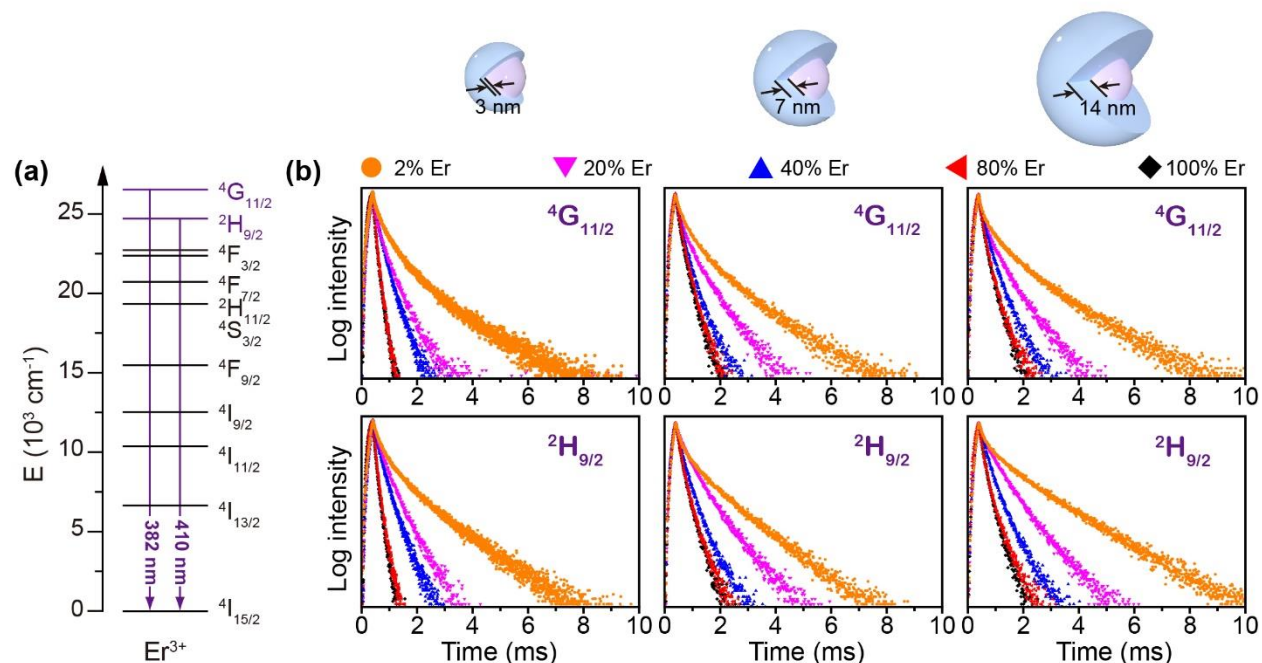 3 nm
7 nm
14 nm
(a)
(b)
2% Er
20% Er
40% Er
80% Er
100% Er
E (10³ cm⁻¹)
25
20
15
10
5
0
⁴G₁₁/₂
²H₉/₂
⁴F₃/₂
⁴F₇/₂
²H₁₁/₂
⁴S₃/₂
⁴F₉/₂
⁴I₉/₂
⁴I₁₁/₂
⁴I₁₃/₂
⁴I₁₅/₂
382 nm
410 nm
Er³⁺
Log intensity
⁴G₁₁/₂
⁴G₁₁/₂
⁴G₁₁/₂
0 2 4 6 8 10
0 2 4 6 8 10
0 2 4 6 8 10
Log intensity
²H₉/₂
²H₉/₂
²H₉/₂
0 2 4 6 8 10
0 2 4 6 8 10
0 2 4 6 8 10
Time (ms)
Time (ms)
Time (ms)